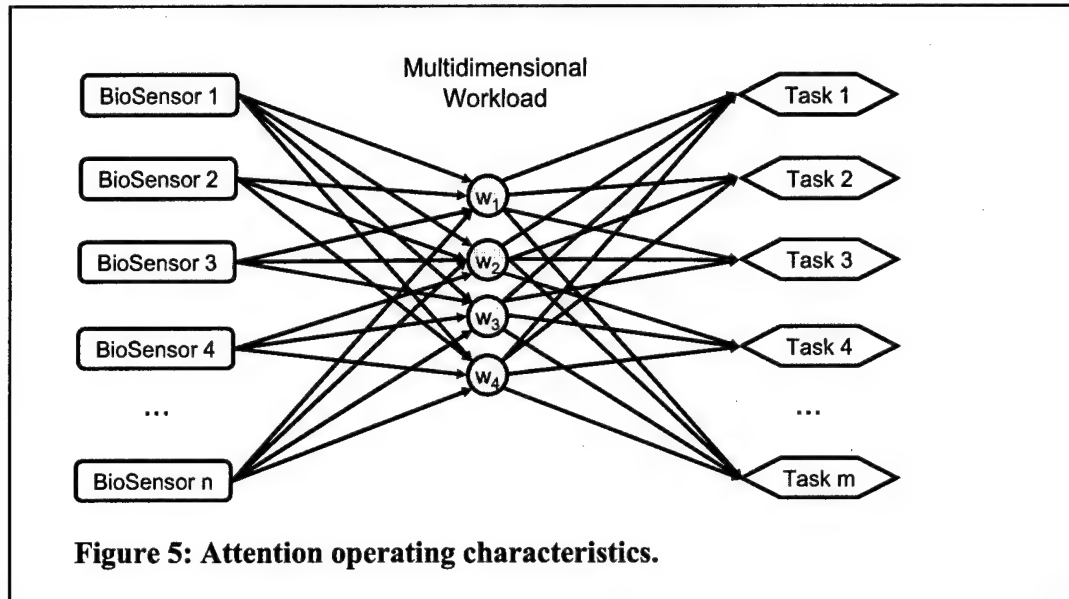 Multidimensional
Workload
BioSensor 1
BioSensor 2
BioSensor 3
BioSensor 4
...
BioSensor n
w1
w2
w3
w4
Task 1
Task 2
Task 3
Task 4
...
Task m
Figure 5: Attention operating characteristics.